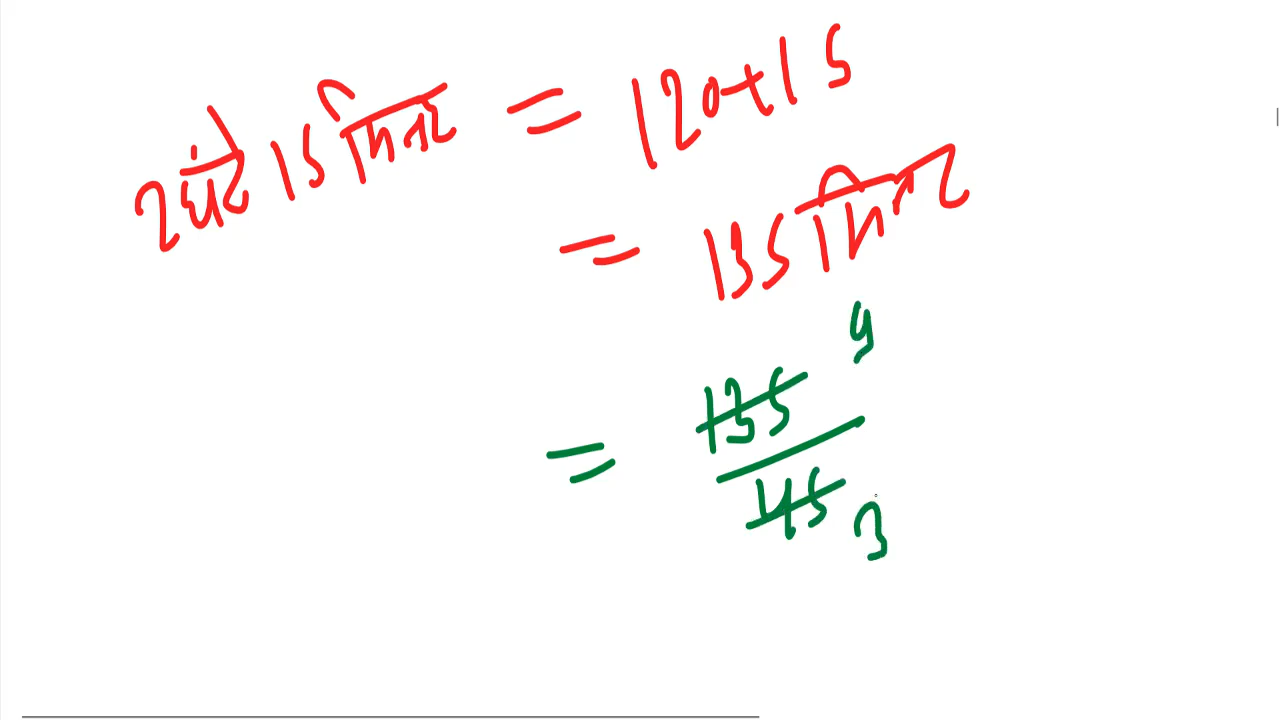 2 घंटे 15 मिनट = 120+15
= 135 मिनट
9
= 135
45
3